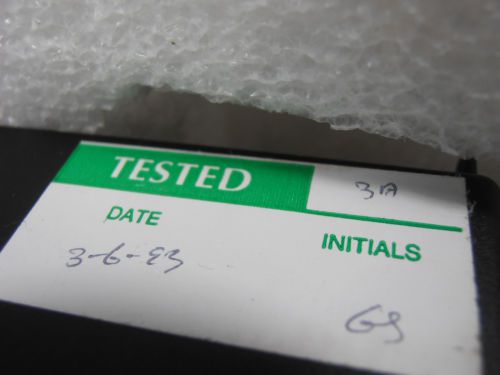 TESTED 3A
DATE INITIALS
3-6-93
GS